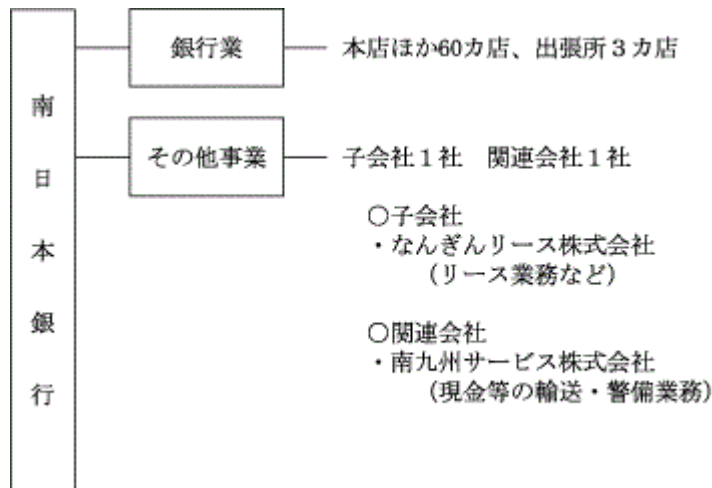 南日本銀行
銀行業
本店ほか60カ店、出張所３カ店
その他事業
子会社１社　関連会社１社
○子会社
・なんぎんリース株式会社
（リース業務など）
○関連会社
・南九州サービス株式会社
（現金等の輸送・警備業務）